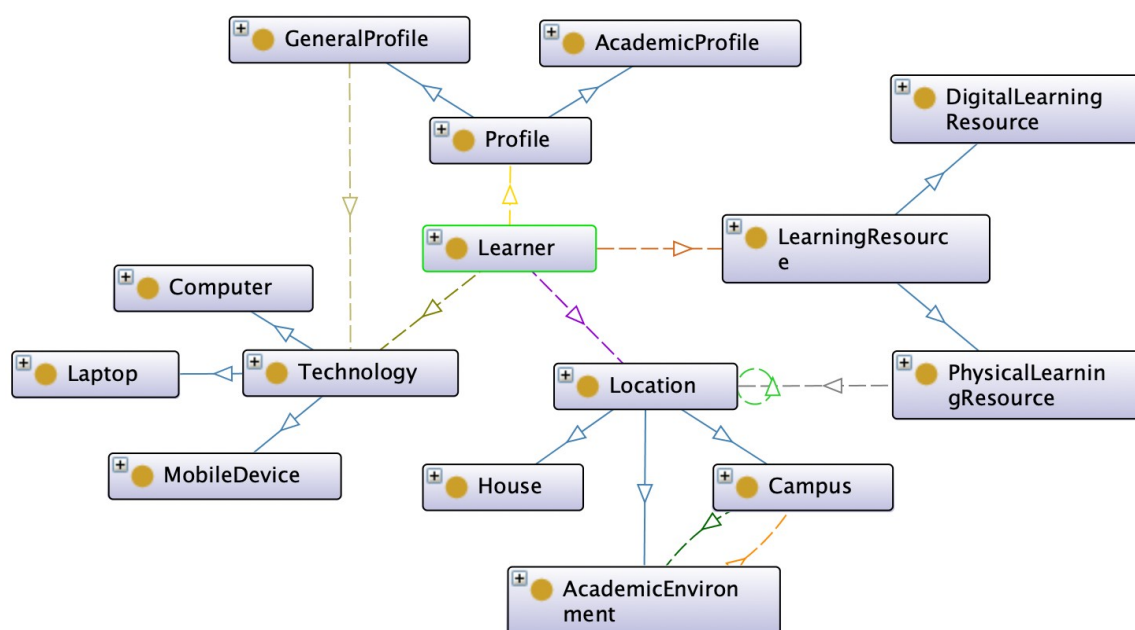 GeneralProfile
AcademicProfile
DigitalLearning
Resource
Profile
Learner
LearningResourc
e
Computer
Laptop
Technology
Location
PhysicalLearnin
gResource
MobileDevice
House
Campus
AcademicEnviron
ment